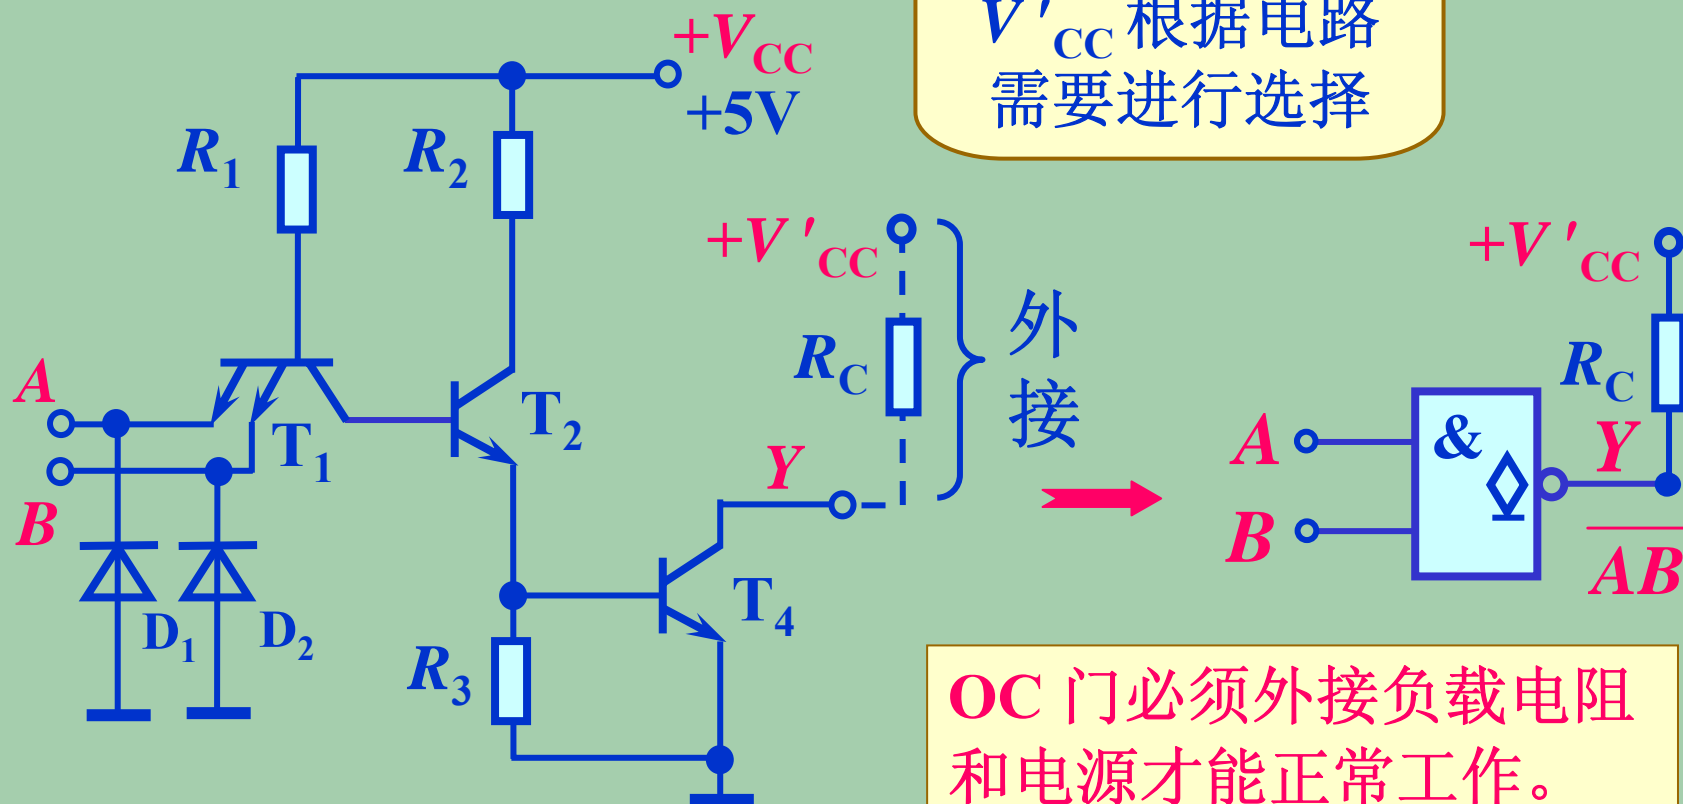 +VCC
+5V
V′CC 根据电路
需要进行选择
R1
R2
+V′CC
RC
外
接
+V′CC
RC
A
B
T1
T2
Y
A
B
&
Y
AB
D1
D2
R3
T4
OC 门必须外接负载电阻
和电源才能正常工作。